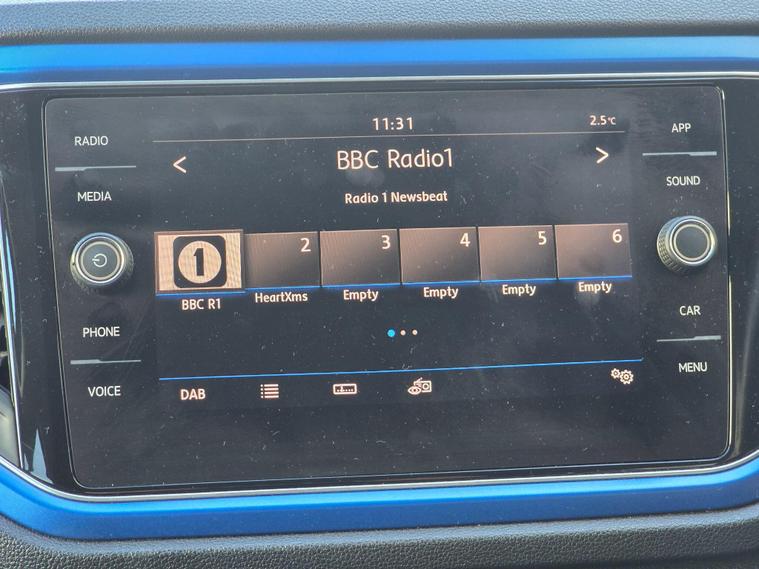 11:31
2.5°C
RADIO
APP
BBC Radio1
MEDIA
SOUND
Radio 1 Newsbeat
1
2
3
4
5
6
BBC R1
HeartXms
Empty
Empty
Empty
Empty
PHONE
CAR
VOICE
MENU
DAB